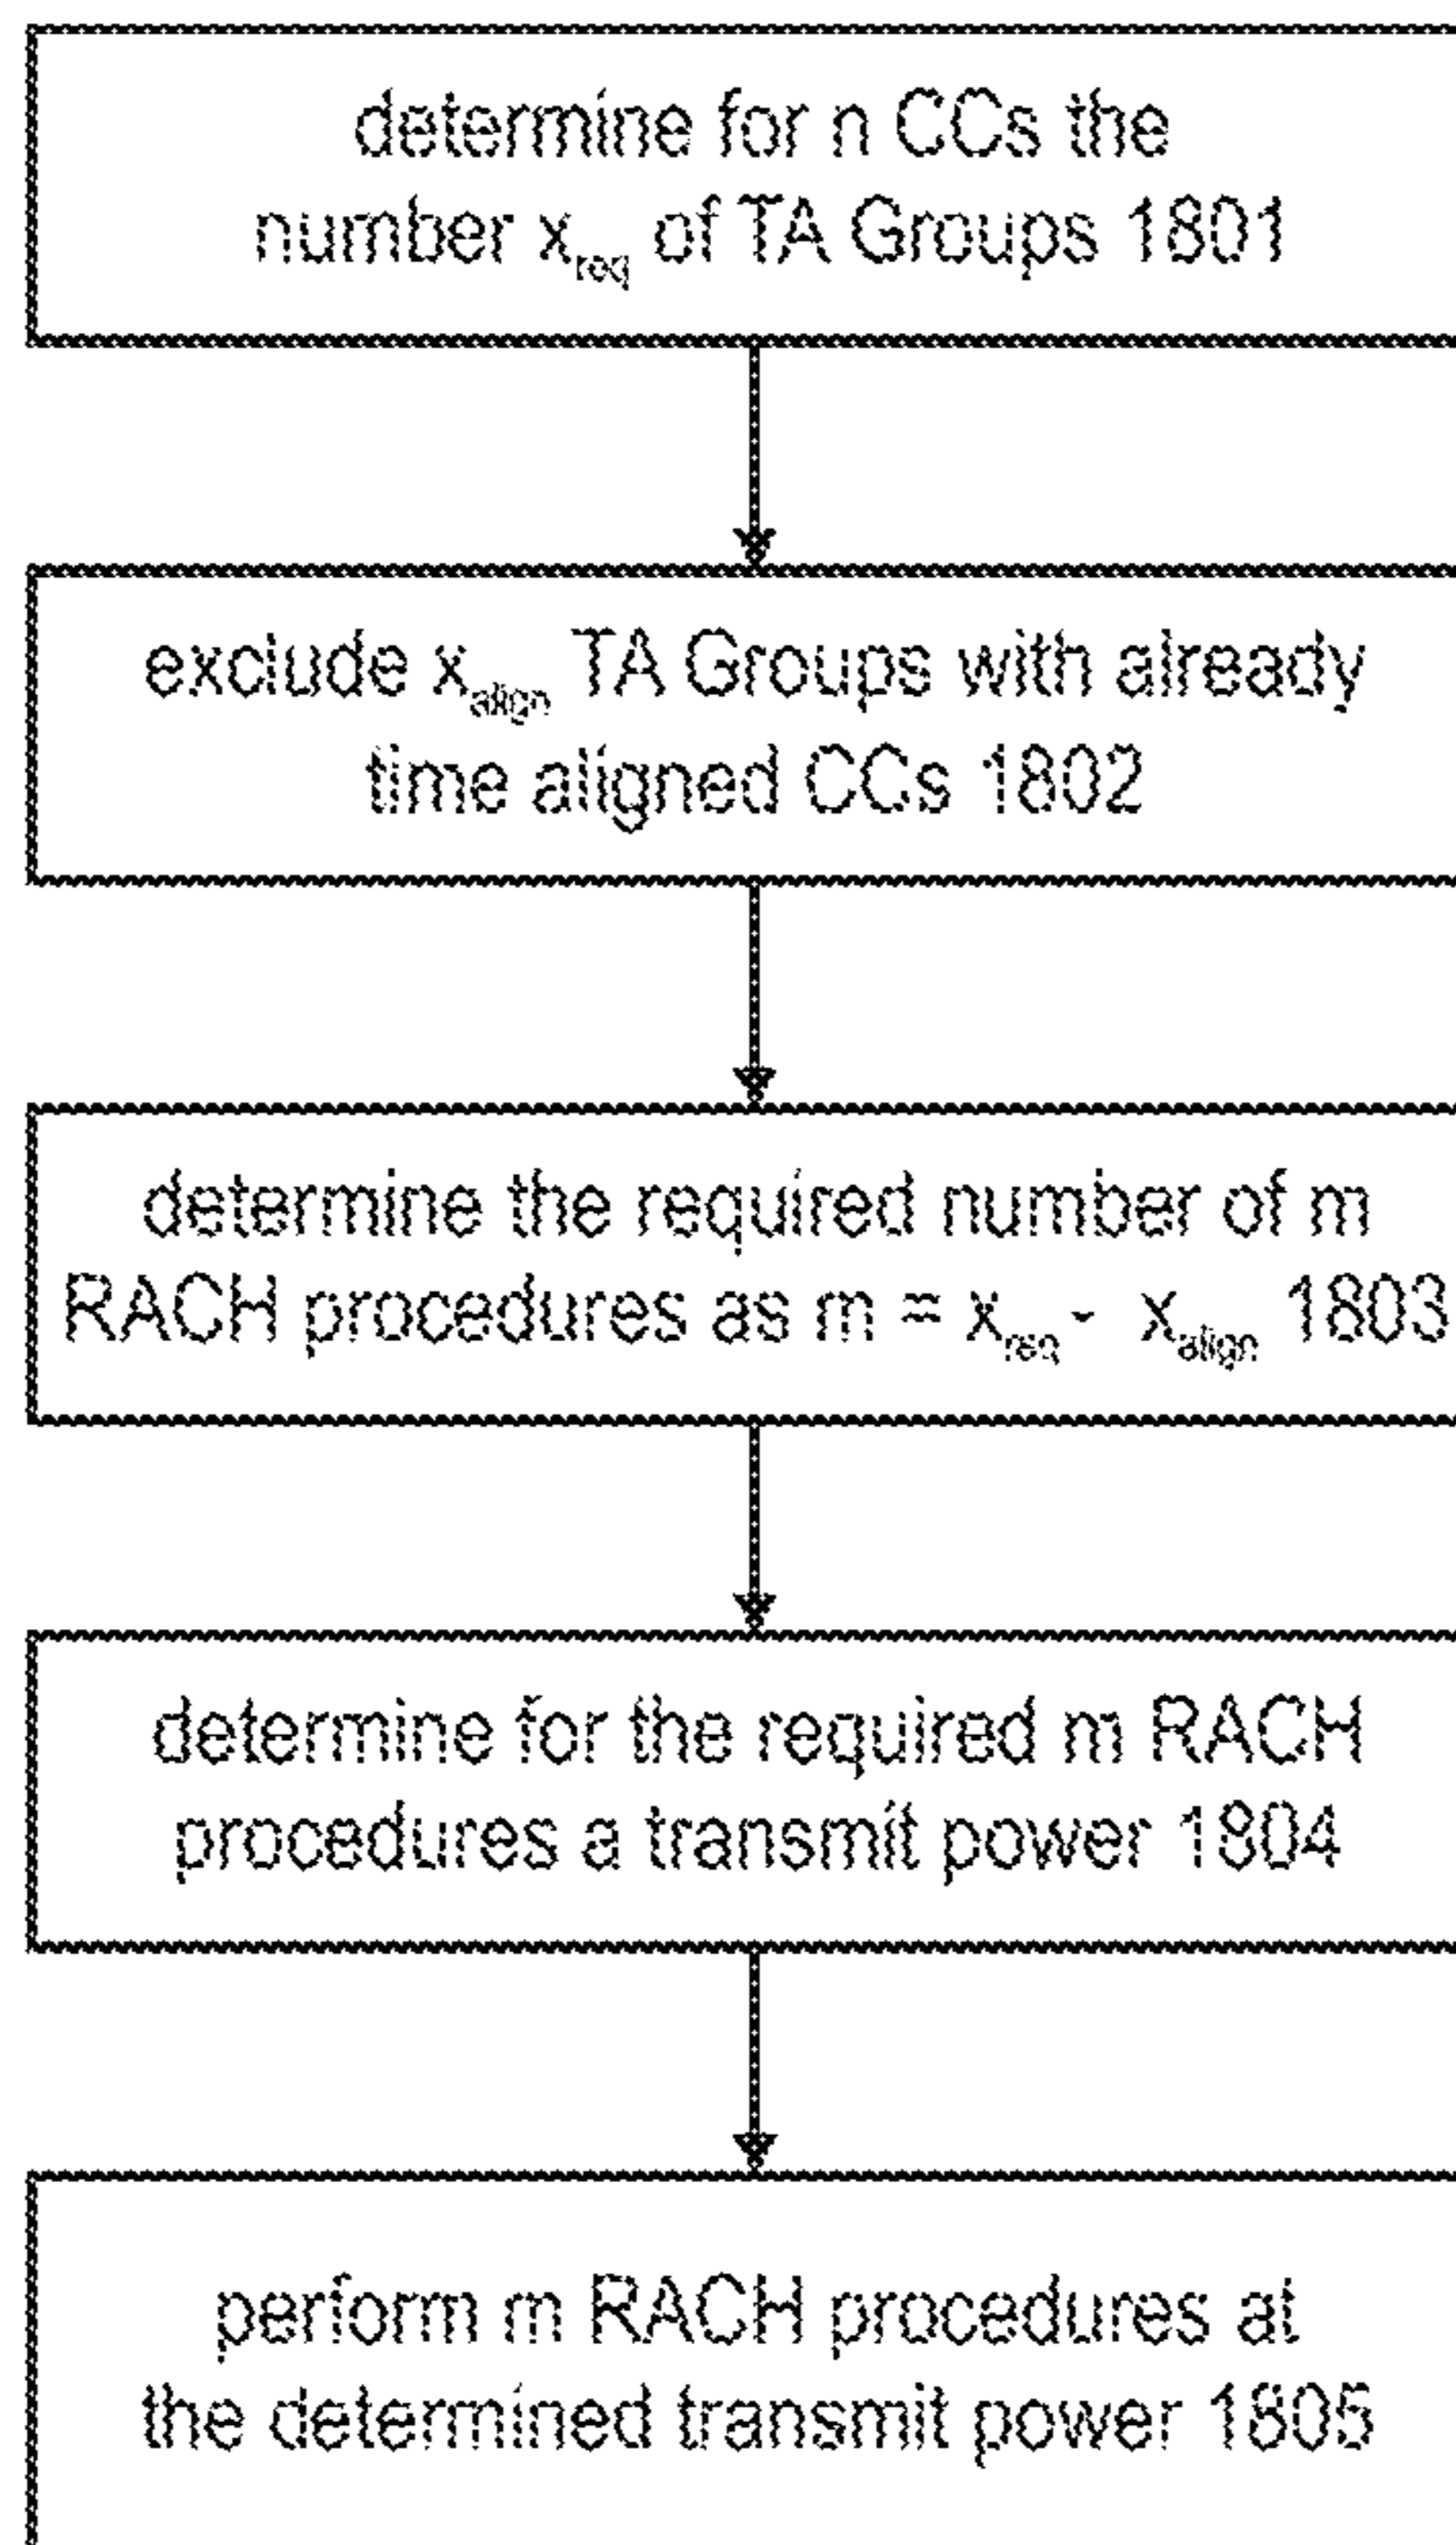 determine for n CCs the
number x_req of TA Groups 1801
exclude x_align TA Groups with already
time aligned CCs 1802
determine the required number of m
RACH procedures as m = x_req - x_align 1803
determine for the required m RACH
procedures a transmit power 1804
perform m RACH procedures at
the determined transmit power 1805